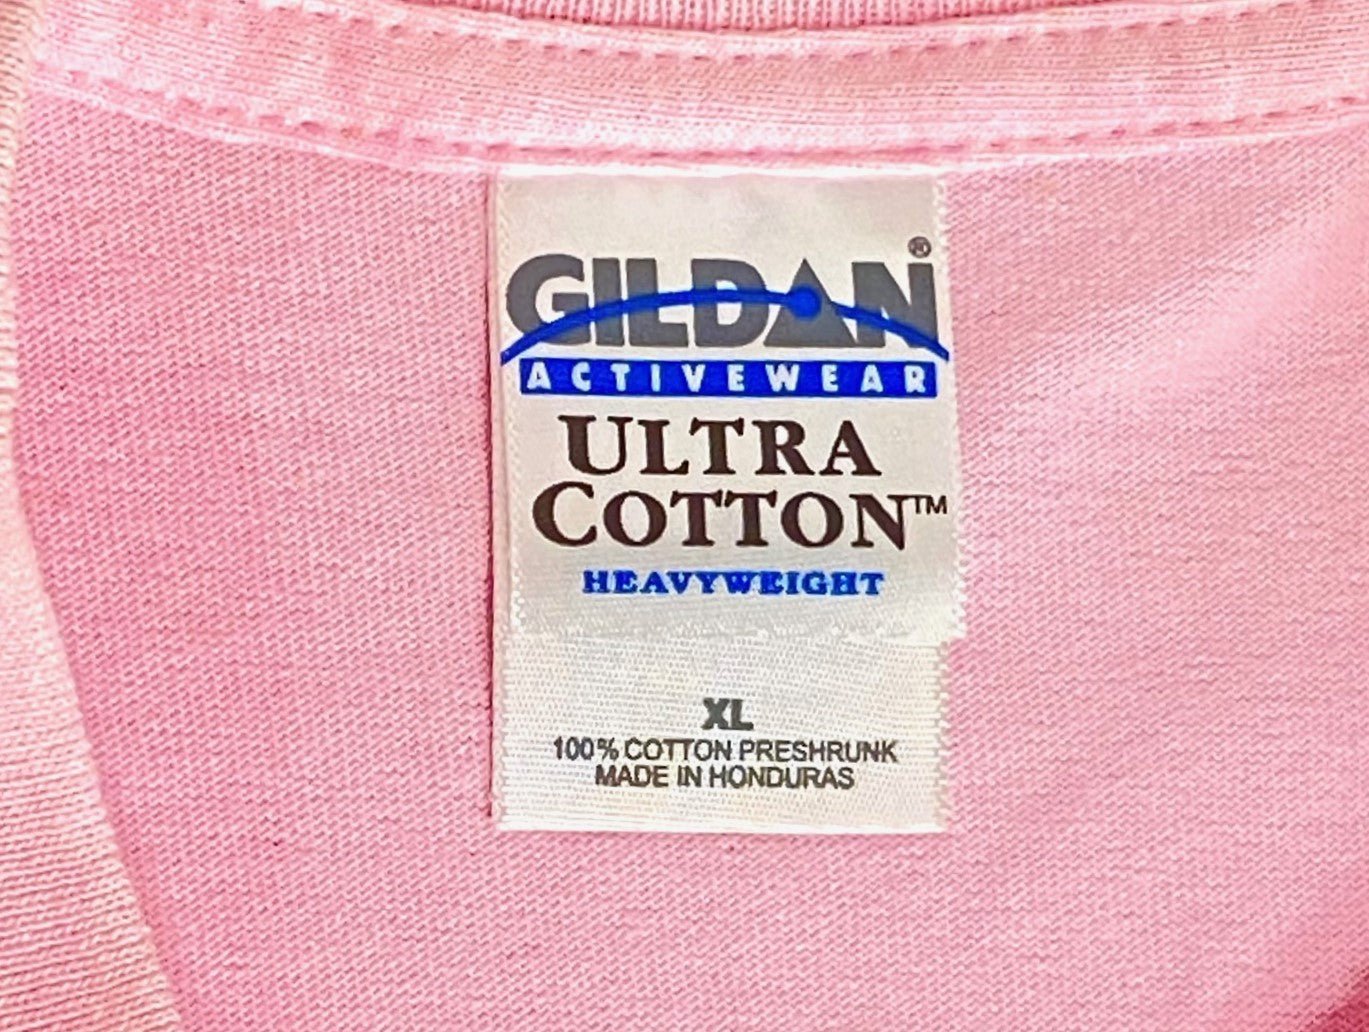 GILDAN®
ACTIVEWEAR
ULTRA
COTTON™
HEAVYWEIGHT
XL
100% COTTON PRESHRUNK
MADE IN HONDURAS